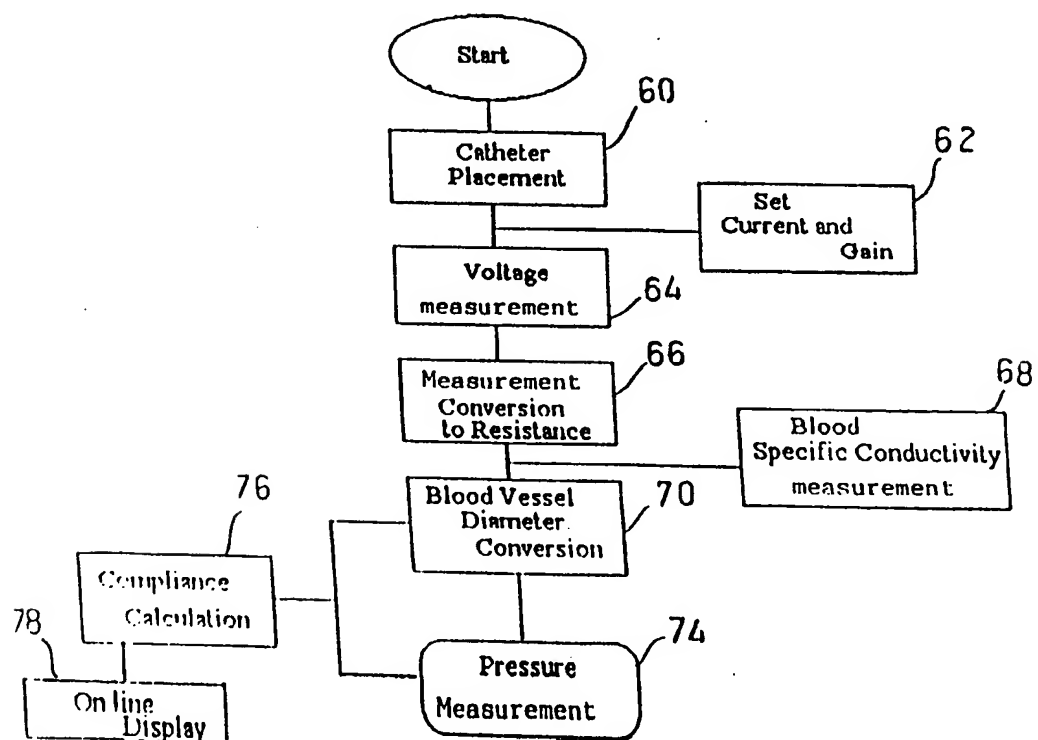 Start
60
Catheter
Placement
62
Set
Current and
Gain
Voltage
measurement
64
66
Measurement
Conversion
to Resistance
68
Blood
Specific Conductivity
measurement
76
Blood Vessel
Diameter
Conversion
70
Compliance
Calculation
78
On line
Display
74
Pressure
Measurement